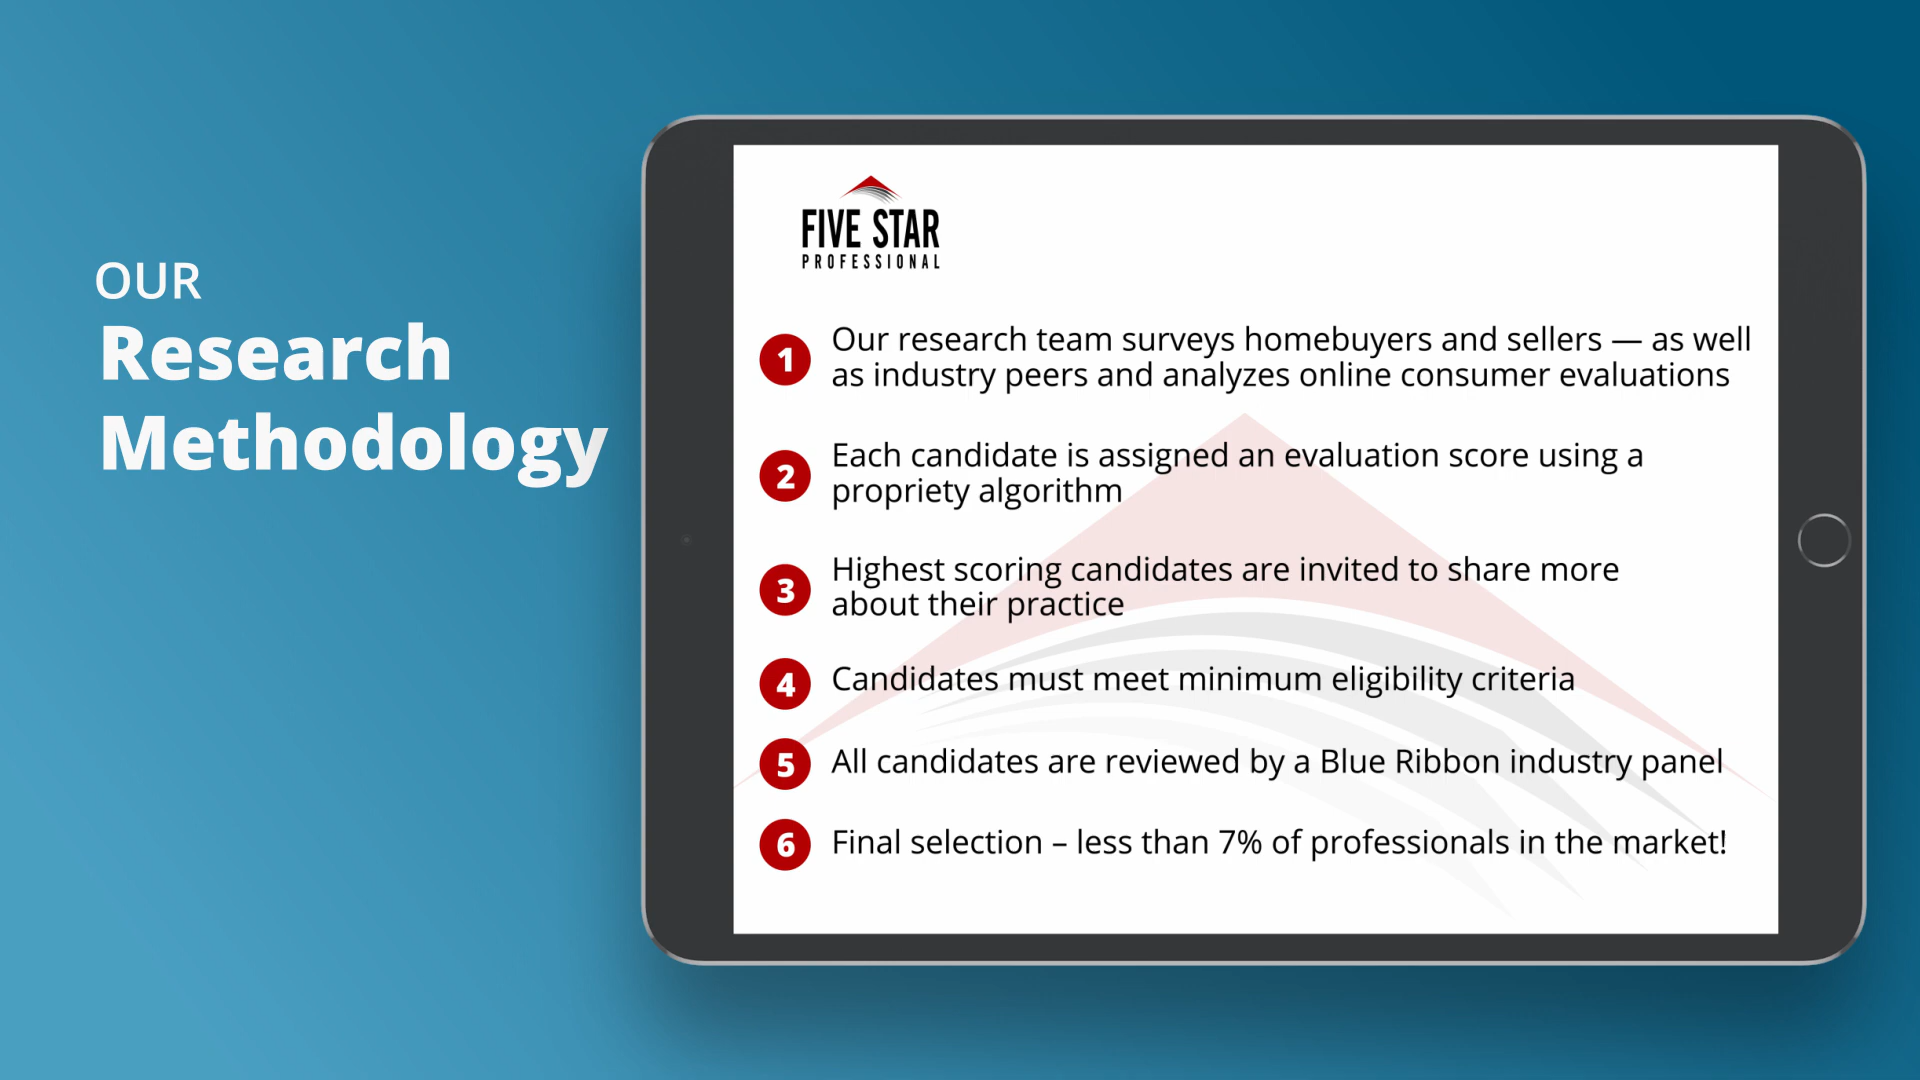 OUR
Research
Methodology
FIVE STAR
PROFESSIONAL
1 Our research team surveys homebuyers and sellers — as well
as industry peers and analyzes online consumer evaluations
2 Each candidate is assigned an evaluation score using a
propriety algorithm
3 Highest scoring candidates are invited to share more
about their practice
4 Candidates must meet minimum eligibility criteria
5 All candidates are reviewed by a Blue Ribbon industry panel
6 Final selection – less than 7% of professionals in the market!